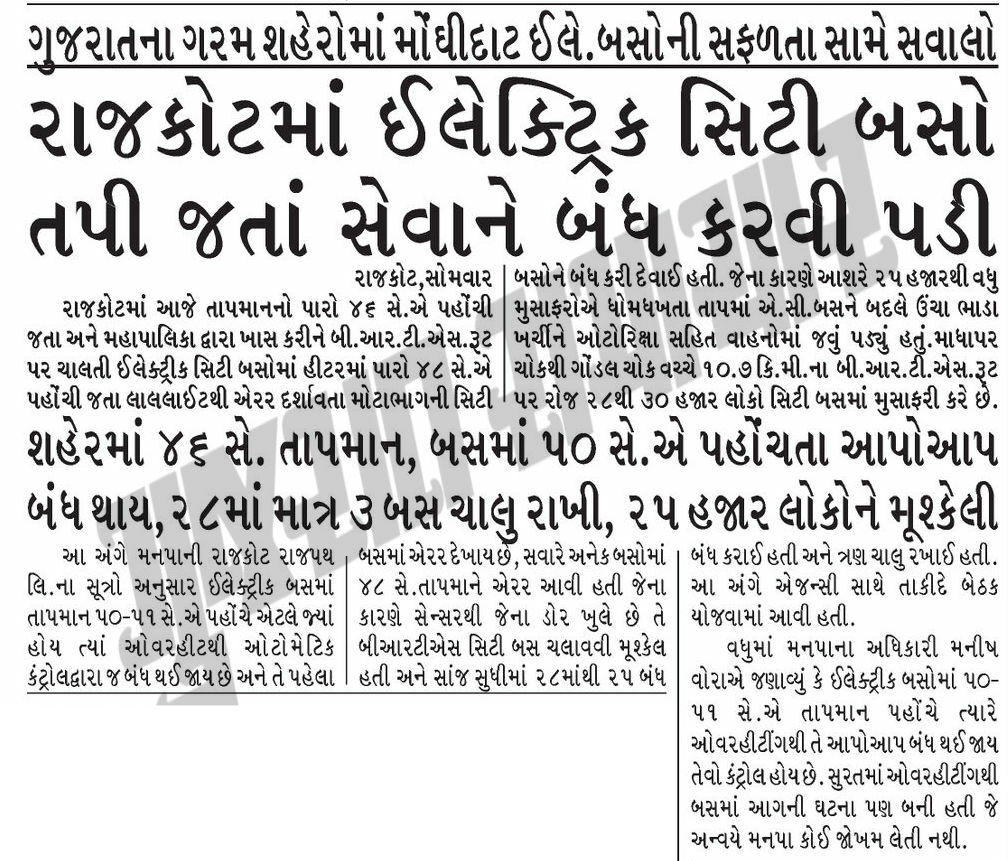 ગુજરાતના ગરમ શહેરોમાં મોંઘીદાટ ઈલે.બસોની સફળતા સામે સવાલો
રાજકોટમાં ઈલેક્ટ્રિક સિટી બસો
તપી જતાં સેવાને બંધ કરવી પડી
રાજકોટ,સોમવાર
રાજકોટમાં આજે તાપમાનનો પારો ૪૬ સે.એ પહોંચી
જતા અને મહાપાલિકા દ્વારા ખાસ કરીને બી.આર.ટી.એસ.રૂટ
પર ચાલતી ઈલેક્ટ્રીક સિટી બસોમાં હીટરમાં પારો ૪૮ સે.એ
પહોંચી જતા લાલલાઈટથી એરર દર્શાવતા મોટાભાગની સિટી
બસોને બંધ કરી દેવાઈ હતી. જેના કારણે આશરે ૨૫ હજારથી વધુ
મુસાફરોએ ધોમધખતા તાપમાં એ.સી.બસને બદલે ઉંચા ભાડા
ખર્ચીને ઓટોરિક્ષા સહિત વાહનોમાં જવું પડ્યું હતું.માધાપર
ચોકથી ગોંડલ ચોક વચ્ચે ૧૦.૭ કિ.મી.ના બી.આર.ટી.એસ.રૂટ
પર રોજ ૨૮થી ૩૦ હજાર લોકો સિટી બસમાં મુસાફરી કરે છે.
શહેરમાં ૪૬ સે. તાપમાન, બસમાં ૫૦ સે.એ પહોંચતા આપોઆપ
બંધ થાય, ૨૮માં માત્ર ૩ બસ ચાલુ રાખી, ૨૫ હજાર લોકોને મૂશ્કેલી
આ અંગે મનપાની રાજકોટ રાજપથ
લિ.ના સૂત્રો અનુસાર ઈલેક્ટ્રીક બસમાં
તાપમાન ૫૦-૫૧ સે.એ પહોંચે એટલે જ્યાં
હોય ત્યાં ઓવરહીટથી ઓટોમેટિક
કંટ્રોલદ્વારા જ બંધ થઈ જાય છે અને તે પહેલા
બસમાં એરર દેખાય છે, સવારે અનેક બસોમાં
૪૮ સે.તાપમાને એરર આવી હતી જેના
કારણે સેન્સરથી જેના ડોર ખુલે છે તે
બીઆરટીએસ સિટી બસ ચલાવવી મૂશ્કેલ
હતી અને સાંજ સુધીમાં ૨૮માંથી ૨૫ બંધ
બંધ કરાઈ હતી અને ત્રણ ચાલુ રખાઈ હતી.
આ અંગે એજન્સી સાથે તાકીદે બેઠક
યોજવામાં આવી હતી.
વધુમાં મનપાના અધિકારી મનીષ
વોરાએ જણાવ્યું કે ઈલેક્ટ્રીક બસોમાં ૫૦-
૫૧ સે.એ તાપમાન પહોંચે ત્યારે
ઓવરહીટીંગથી તે આપોઆપ બંધ થઈ જાય
તેવો કંટ્રોલ હોય છે. સુરતમાં ઓવરહીટીંગથી
બસમાં આગની ઘટના પણ બની હતી જે
અન્વયે મનપા કોઈ જોખમ લેતી નથી.
ગુજરાત સમાચાર